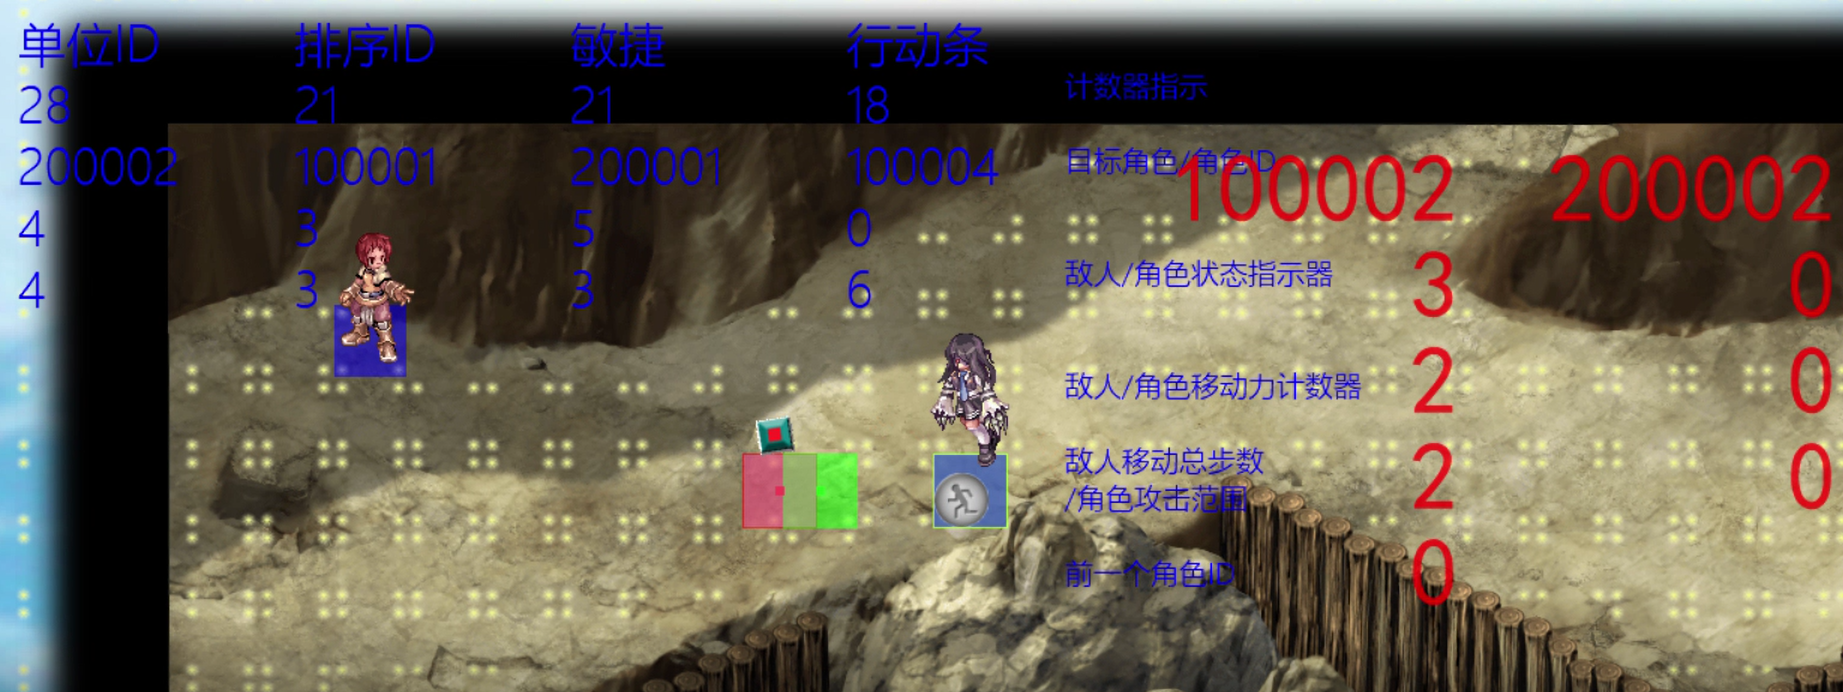 单位ID 排序ID 敏捷 行动条
28 21 21 18
200002 100001 200001 100004
4 3 5 0
4 3 3 6
计数器指示
目标角色/角色ID 100002 200002
敌人/角色状态指示器 3 0
敌人/角色移动力计数器 2 0
敌人移动总步数
/角色攻击范围 2 0
前一个角色ID 0